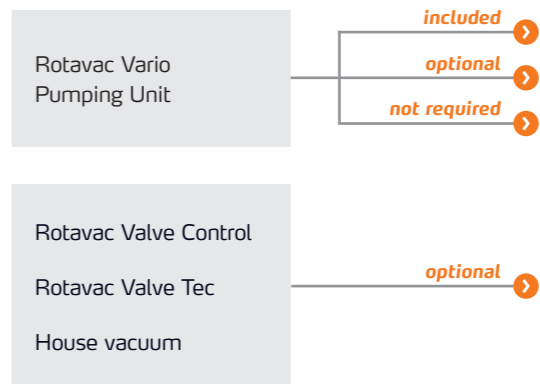 included
Rotavac Vario
Pumping Unit
optional
not required
Rotavac Valve Control
Rotavac Valve Tec
optional
House vacuum